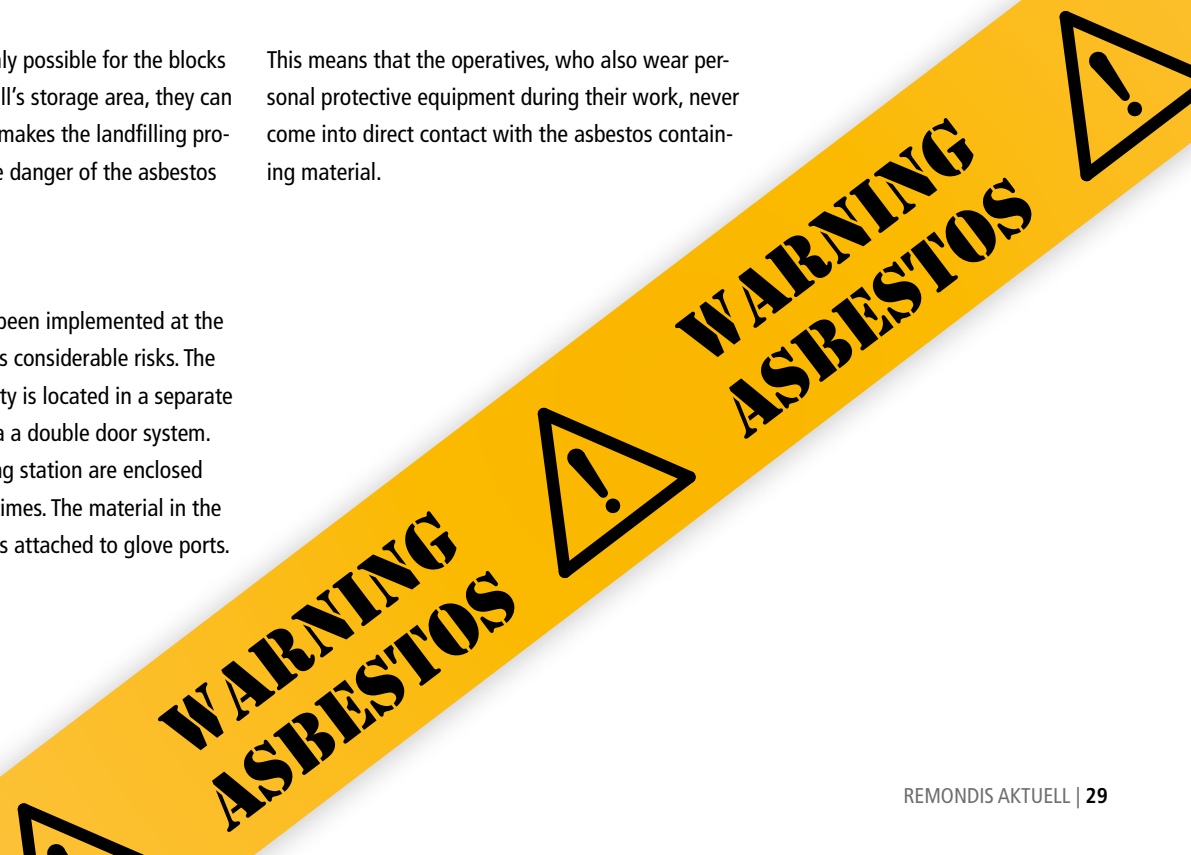 ly possible for the blocks
ll's storage area, they can
makes the landfilling pro-
danger of the asbestos
been implemented at the
s considerable risks. The
ty is located in a separate
a double door system.
ng station are enclosed
imes. The material in the
s attached to glove ports.
This means that the operatives, who also wear per-
sonal protective equipment during their work, never
come into direct contact with the asbestos contain-
ing material.
WARNING
ASBESTOS
WARNING
ASBESTOS
REMONDIS AKTUELL | 29